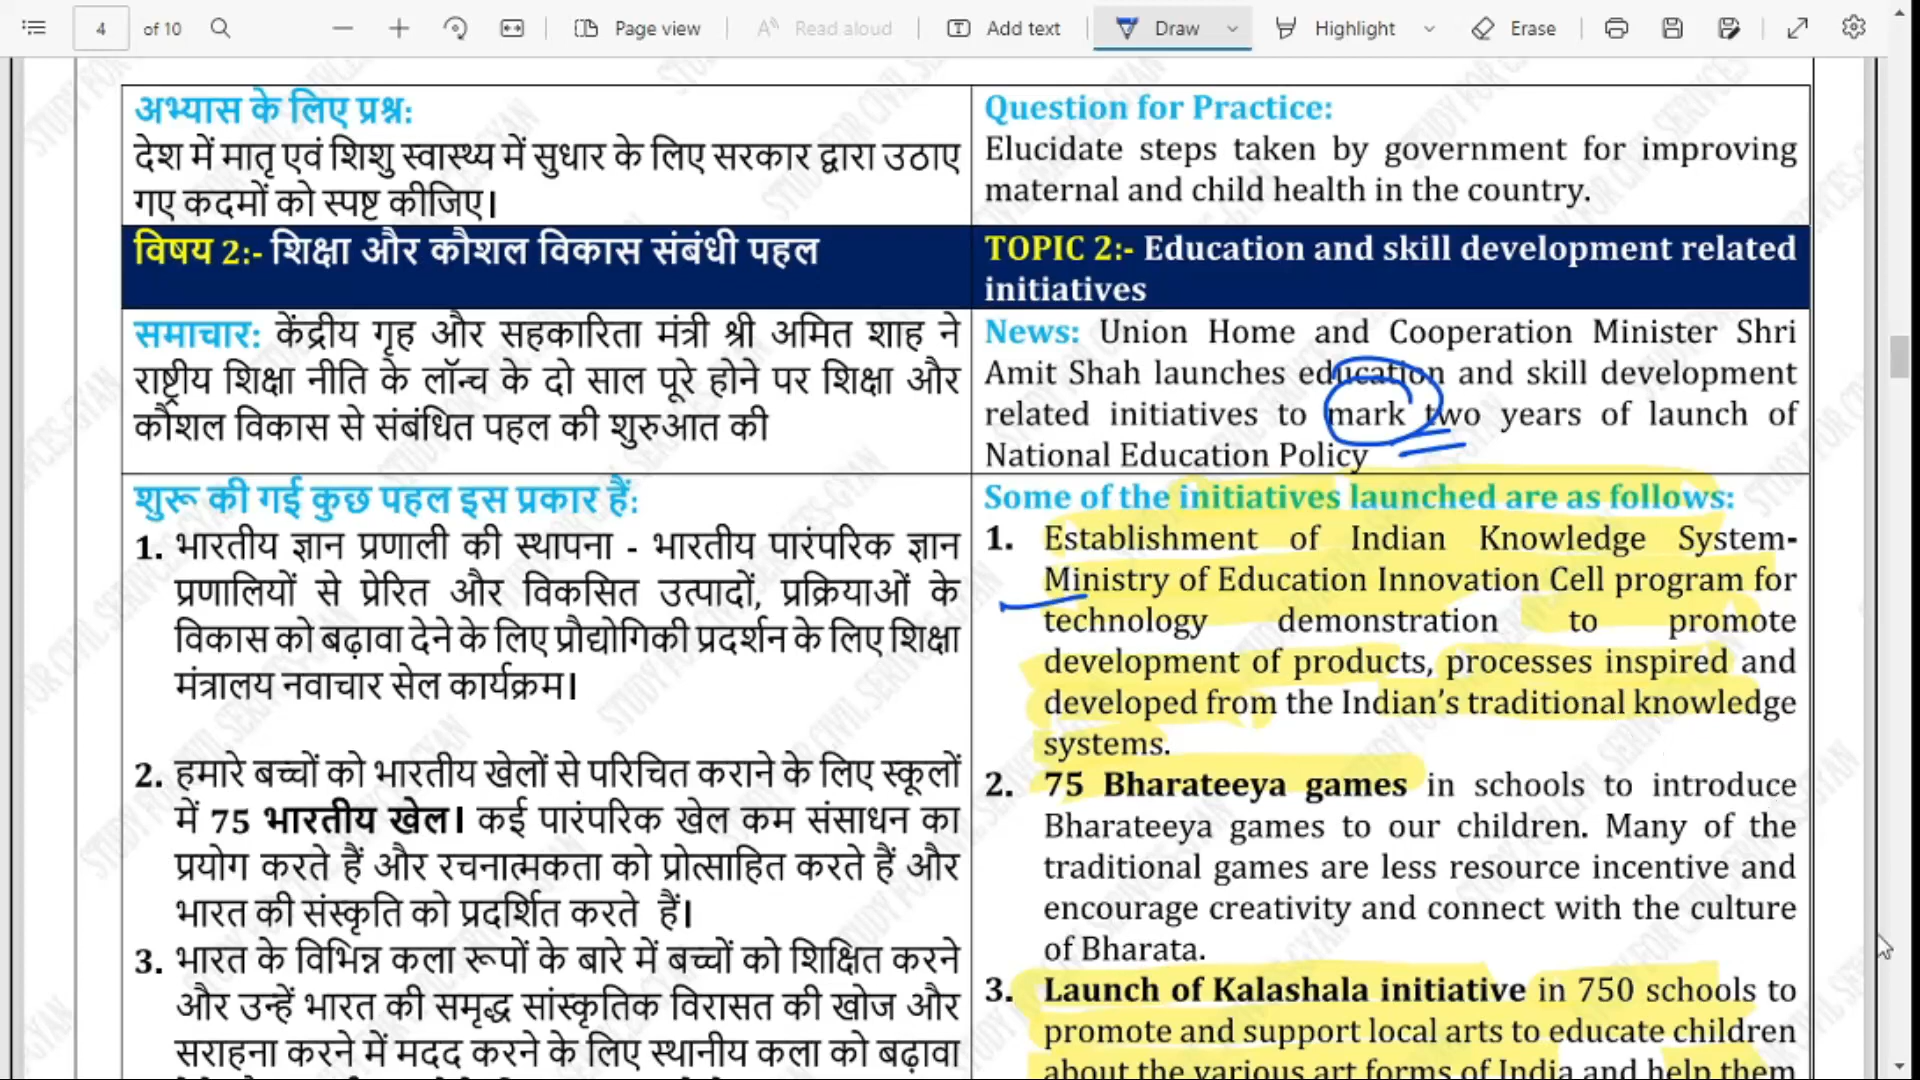 4 of 10 Page view Read aloud Add text Draw Highlight Erase
अभ्यास के लिए प्रश्न:
देश में मातृ एवं शिशु स्वास्थ्य में सुधार के लिए सरकार द्वारा उठाए
गए कदमों को स्पष्ट कीजिए।
Question for Practice:
Elucidate steps taken by government for improving
maternal and child health in the country.
विषय 2:- शिक्षा और कौशल विकास संबंधी पहल
TOPIC 2:- Education and skill development related
initiatives
समाचार: केंद्रीय गृह और सहकारिता मंत्री श्री अमित शाह ने
राष्ट्रीय शिक्षा नीति के लॉन्च के दो साल पूरे होने पर शिक्षा और
कौशल विकास से संबंधित पहल की शुरुआत की
News: Union Home and Cooperation Minister Shri
Amit Shah launches education and skill development
related initiatives to mark two years of launch of
National Education Policy
शुरू की गई कुछ पहल इस प्रकार हैं:
1. भारतीय ज्ञान प्रणाली की स्थापना - भारतीय पारंपरिक ज्ञान
प्रणालियों से प्रेरित और विकसित उत्पादों, प्रक्रियाओं के
विकास को बढ़ावा देने के लिए प्रौद्योगिकी प्रदर्शन के लिए शिक्षा
मंत्रालय नवाचार सेल कार्यक्रम।
2. हमारे बच्चों को भारतीय खेलों से परिचित कराने के लिए स्कूलों
में 75 भारतीय खेल। कई पारंपरिक खेल कम संसाधन का
प्रयोग करते हैं और रचनात्मकता को प्रोत्साहित करते हैं और
भारत की संस्कृति को प्रदर्शित करते हैं।
3. भारत के विभिन्न कला रूपों के बारे में बच्चों को शिक्षित करने
और उन्हें भारत की समृद्ध सांस्कृतिक विरासत की खोज और
सराहना करने में मदद करने के लिए स्थानीय कला को बढ़ावा
Some of the initiatives launched are as follows:
1. Establishment of Indian Knowledge System-
Ministry of Education Innovation Cell program for
technology demonstration to promote
development of products, processes inspired and
developed from the Indian's traditional knowledge
systems.
2. 75 Bharateeya games in schools to introduce
Bharateeya games to our children. Many of the
traditional games are less resource incentive and
encourage creativity and connect with the culture
of Bharata.
3. Launch of Kalashala initiative in 750 schools to
promote and support local arts to educate children
about the various art forms of India and help them